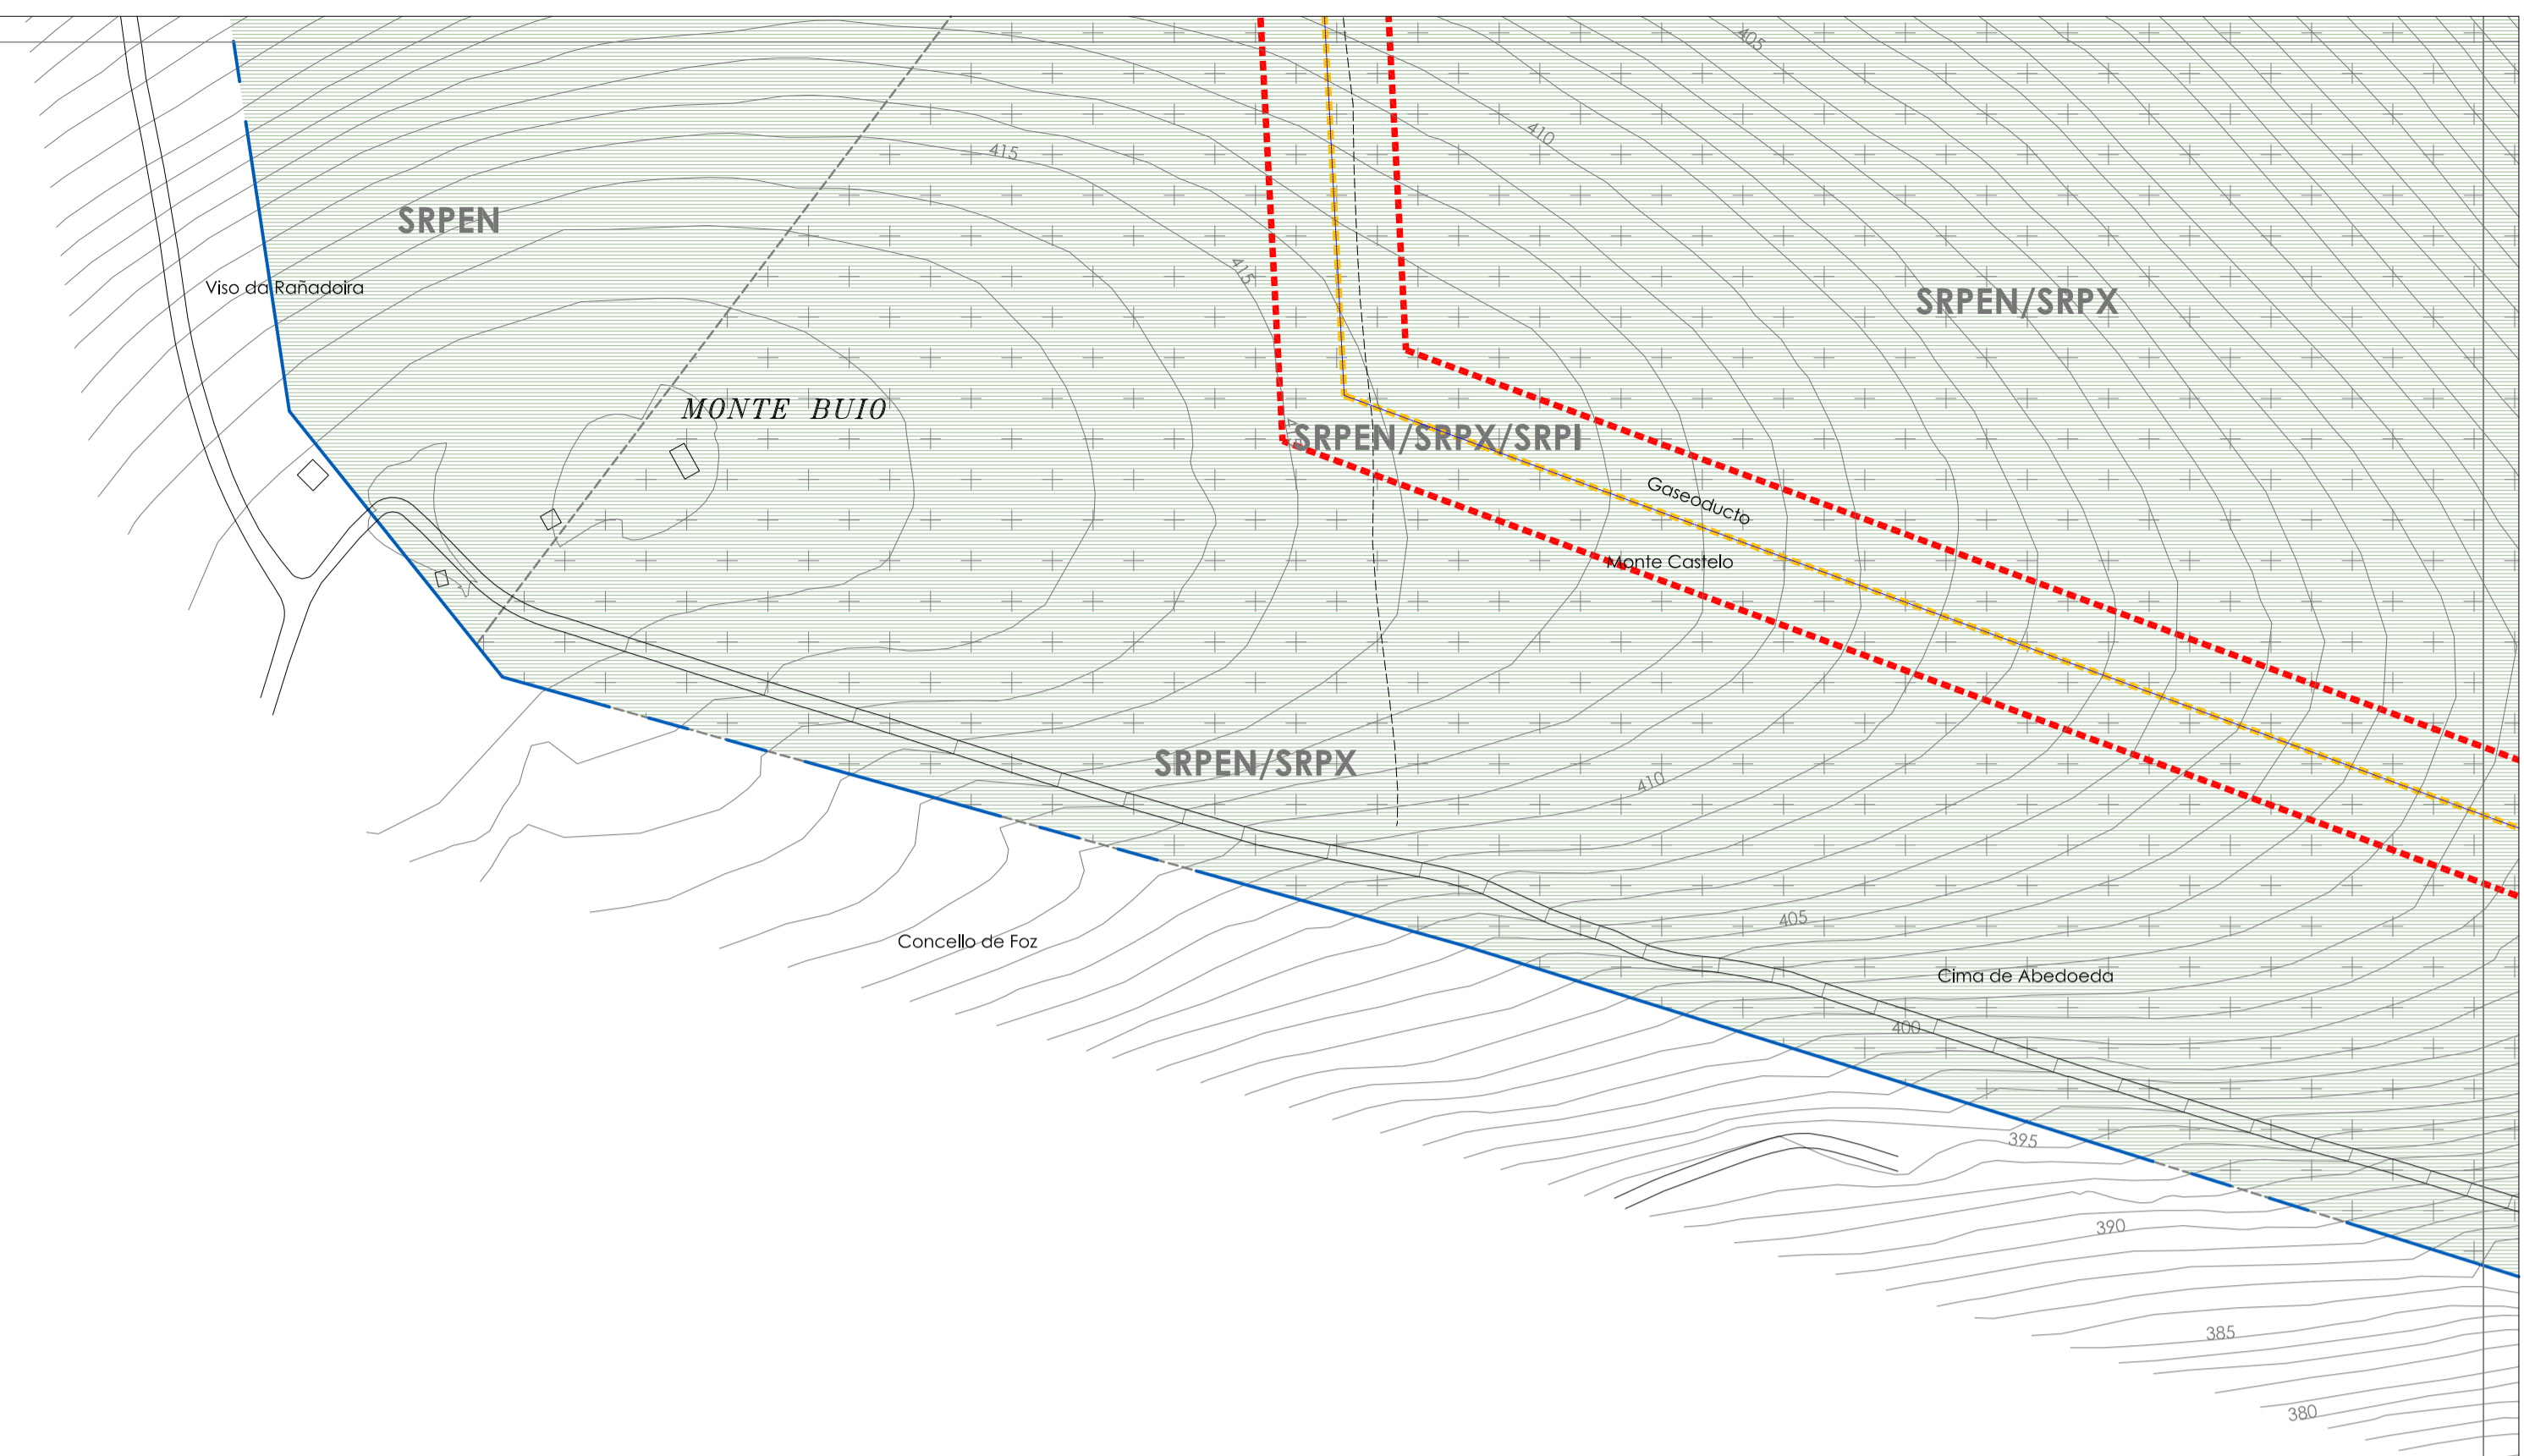 405
410
415
SRPEN
415
Viso da Rañadoira
SRPEN/SRPX
MONTE BUIO
SRPEN/SRPX/SRPI
Gaseoducto
Monte Castelo
SRPEN/SRPX
410
405
Concello de Foz
Cima de Abedoeda
400
395
390
385
380